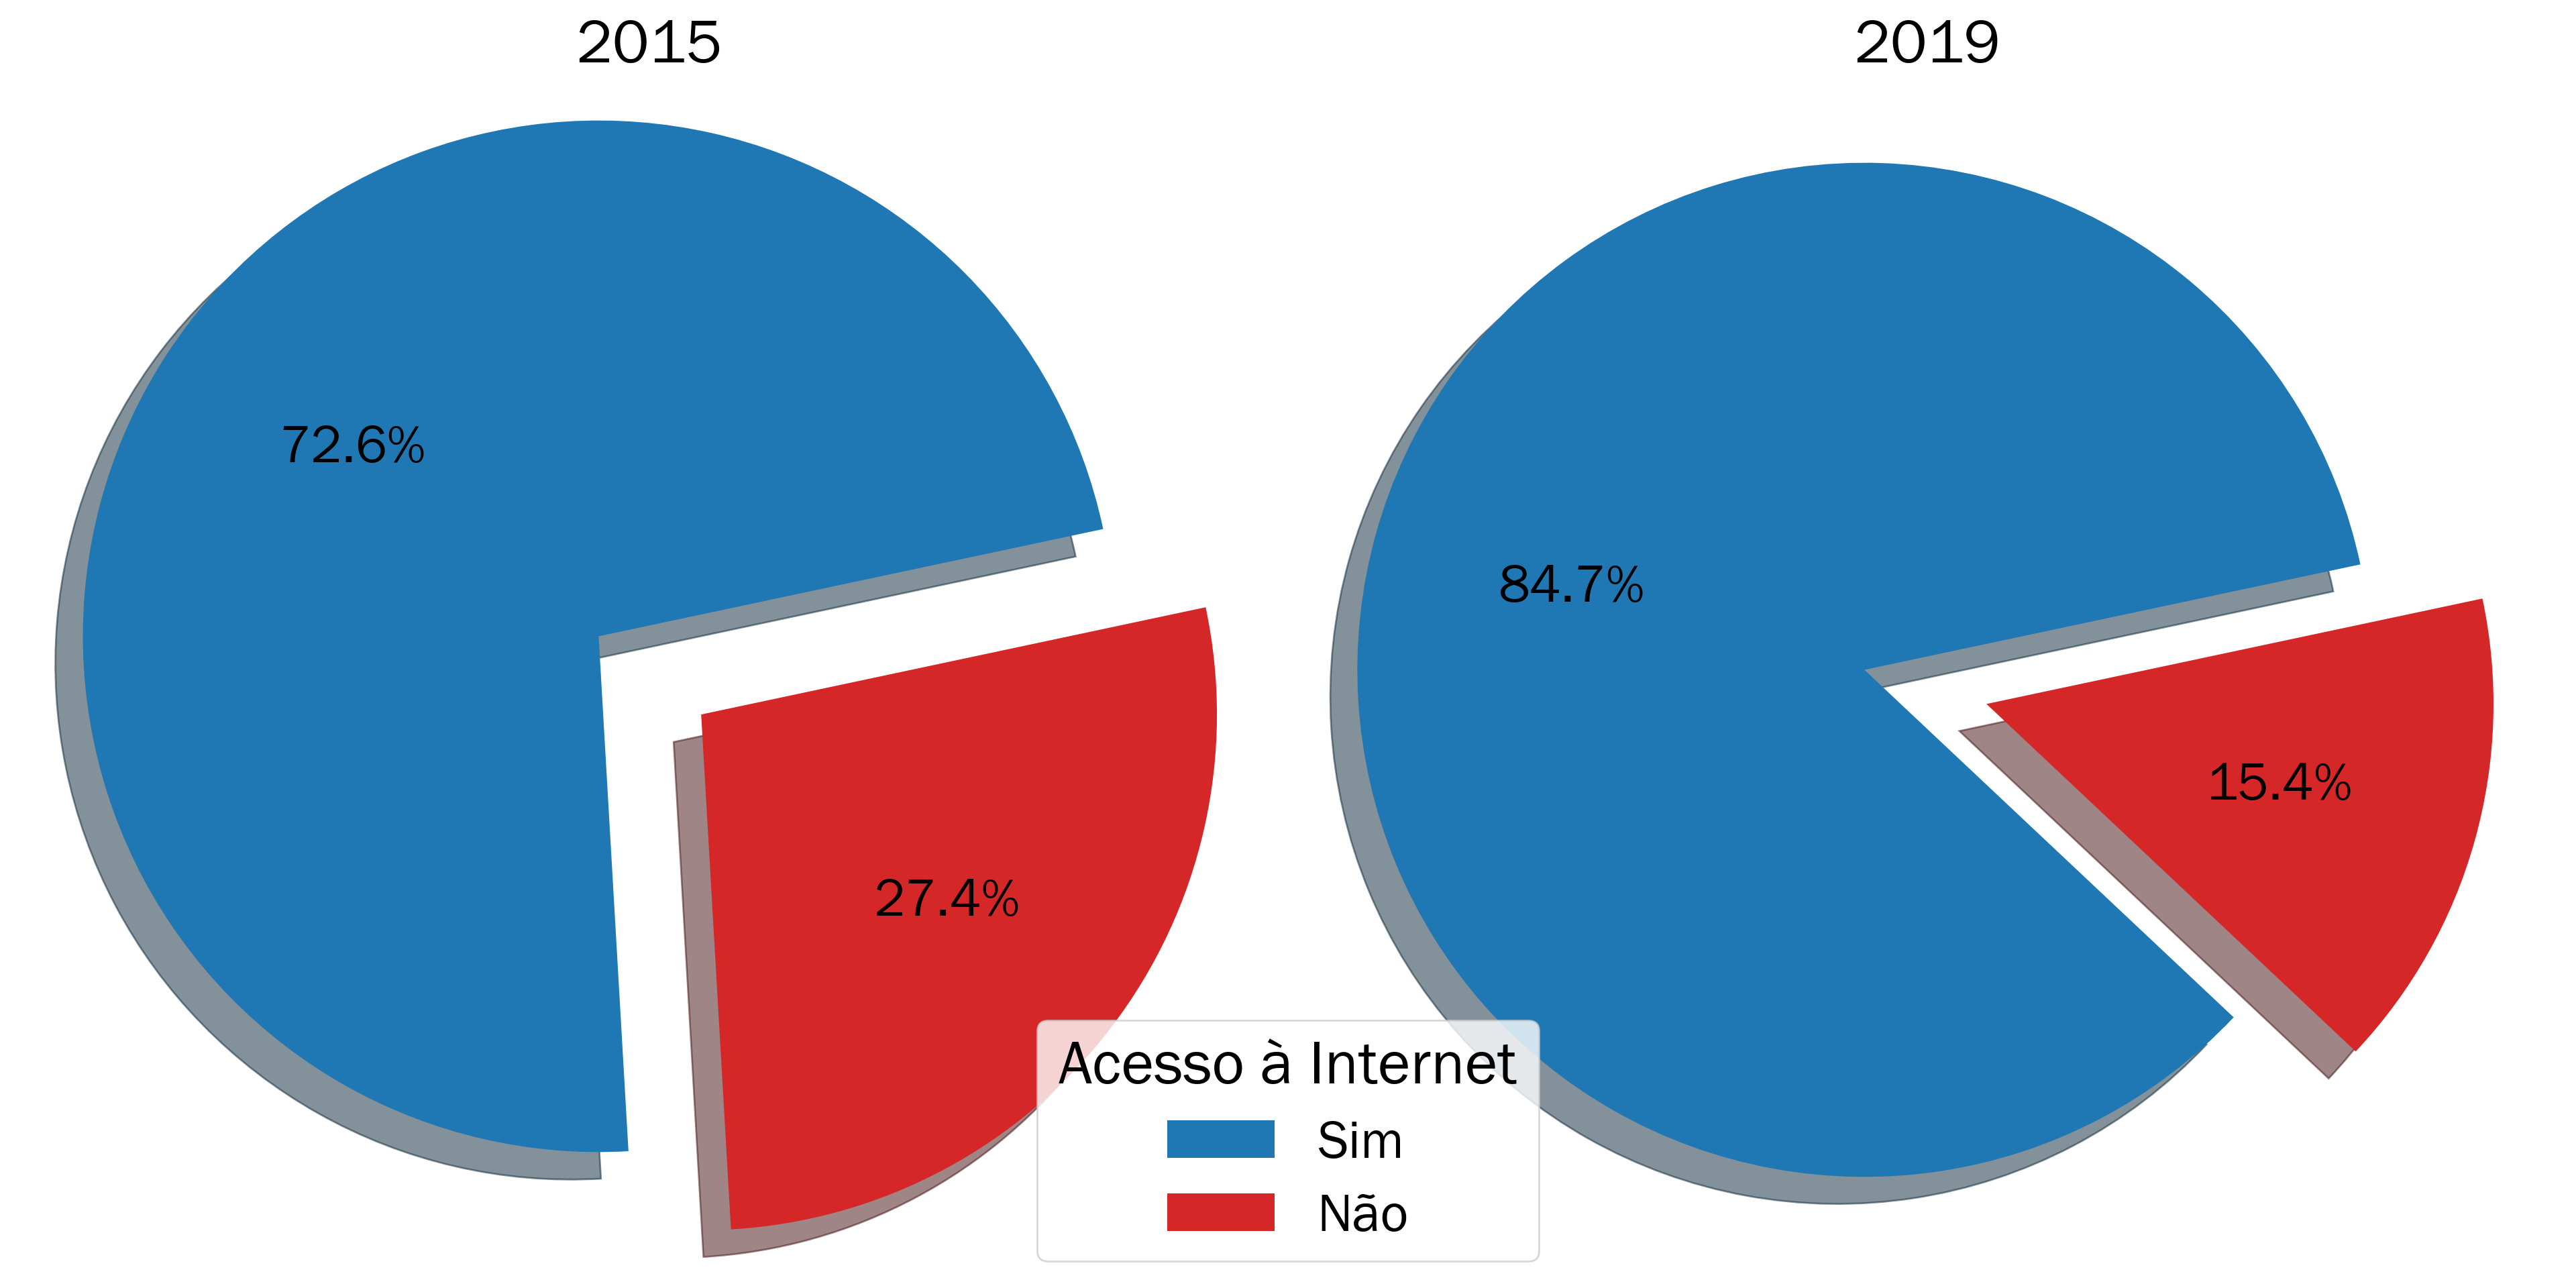 2015
2019
72.6%
84.7%
15.4%
27.4%
Acesso à Internet
Sim
Não